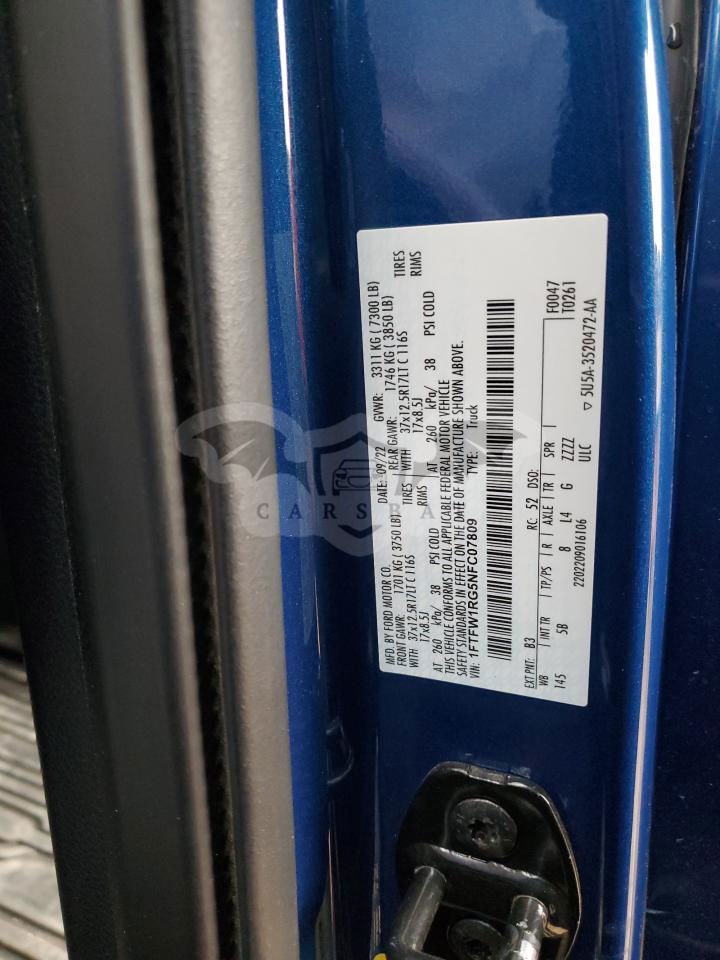 MFD. BY FORD MOTOR CO.
DATE: 09/22 GVWR: 3311 KG ( 7300 LB)
FRONT GAWR: 1701 KG ( 3750 LB) REAR GAWR: 1746 KG ( 3850 LB)
WITH 37x12.5R17LT C 116S TIRES WITH 37x12.5R17LT C 116S TIRES
17x8.5J RIMS 17x8.5J RIMS
AT 260 kPa/ 38 PSI COLD AT 260 kPa/ 38 PSI COLD
THIS VEHICLE CONFORMS TO ALL APPLICABLE FEDERAL MOTOR VEHICLE
SAFETY STANDARDS IN EFFECT ON THE DATE OF MANUFACTURE SHOWN ABOVE.
VIN: 1FTFW1RG5NFC07809 TYPE: Truck
F0047
EXT PNT: B3 RC: 52 DSO: T0261
WB INT TR TP/PS R AXLE TR SPR
145 5B 8 L4 G ZZZZ
2202209016106 ULC 5U5A-3520472-AA
CARSBA